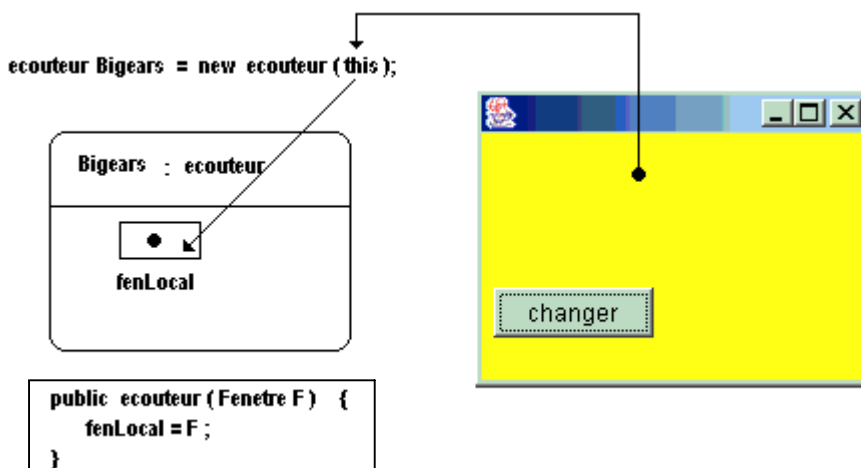 ecouteur Bigears = new ecouteur ( this );
Bigears : ecouteur
fenLocal
changer
public ecouteur ( Fenetre F ) {
fenLocal = F ;
}